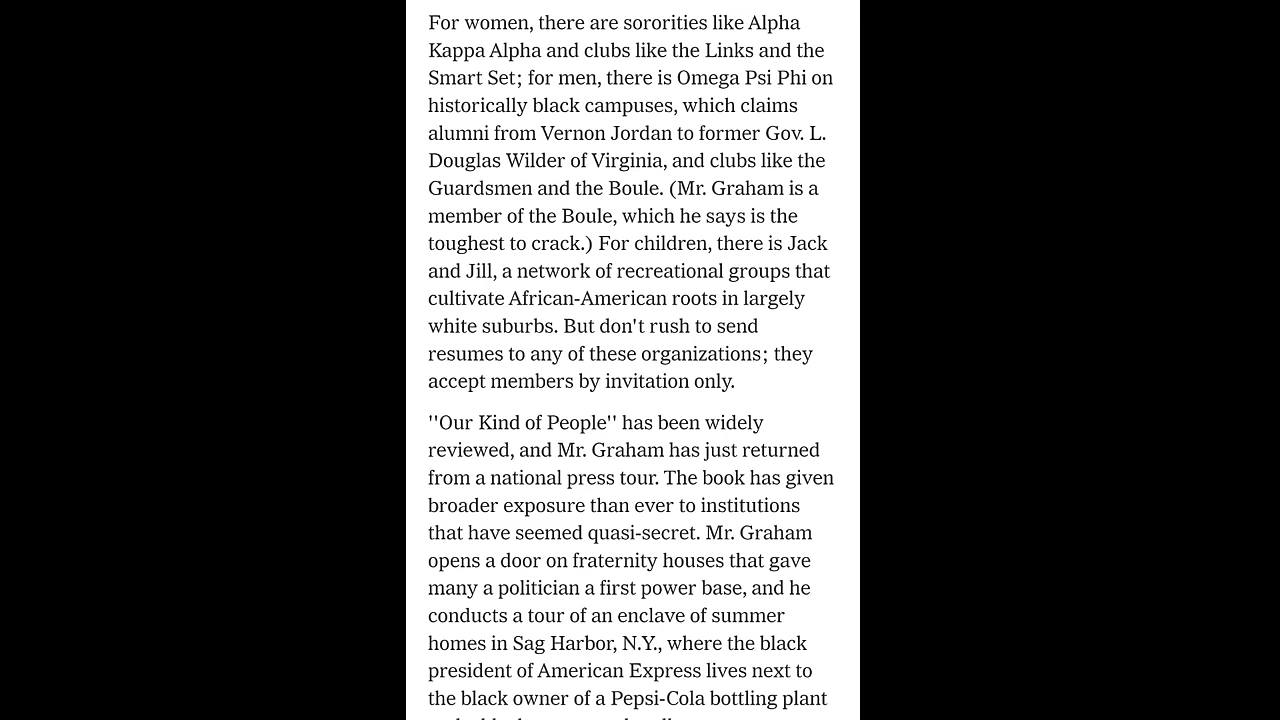 For women, there are sororities like Alpha
Kappa Alpha and clubs like the Links and the
Smart Set; for men, there is Omega Psi Phi on
historically black campuses, which claims
alumni from Vernon Jordan to former Gov. L.
Douglas Wilder of Virginia, and clubs like the
Guardsmen and the Boule. (Mr. Graham is a
member of the Boule, which he says is the
toughest to crack.) For children, there is Jack
and Jill, a network of recreational groups that
cultivate African-American roots in largely
white suburbs. But don't rush to send
resumes to any of these organizations; they
accept members by invitation only.
''Our Kind of People'' has been widely
reviewed, and Mr. Graham has just returned
from a national press tour. The book has given
broader exposure than ever to institutions
that have seemed quasi-secret. Mr. Graham
opens a door on fraternity houses that gave
many a politician a first power base, and he
conducts a tour of an enclave of summer
homes in Sag Harbor, N.Y., where the black
president of American Express lives next to
the black owner of a Pepsi-Cola bottling plant